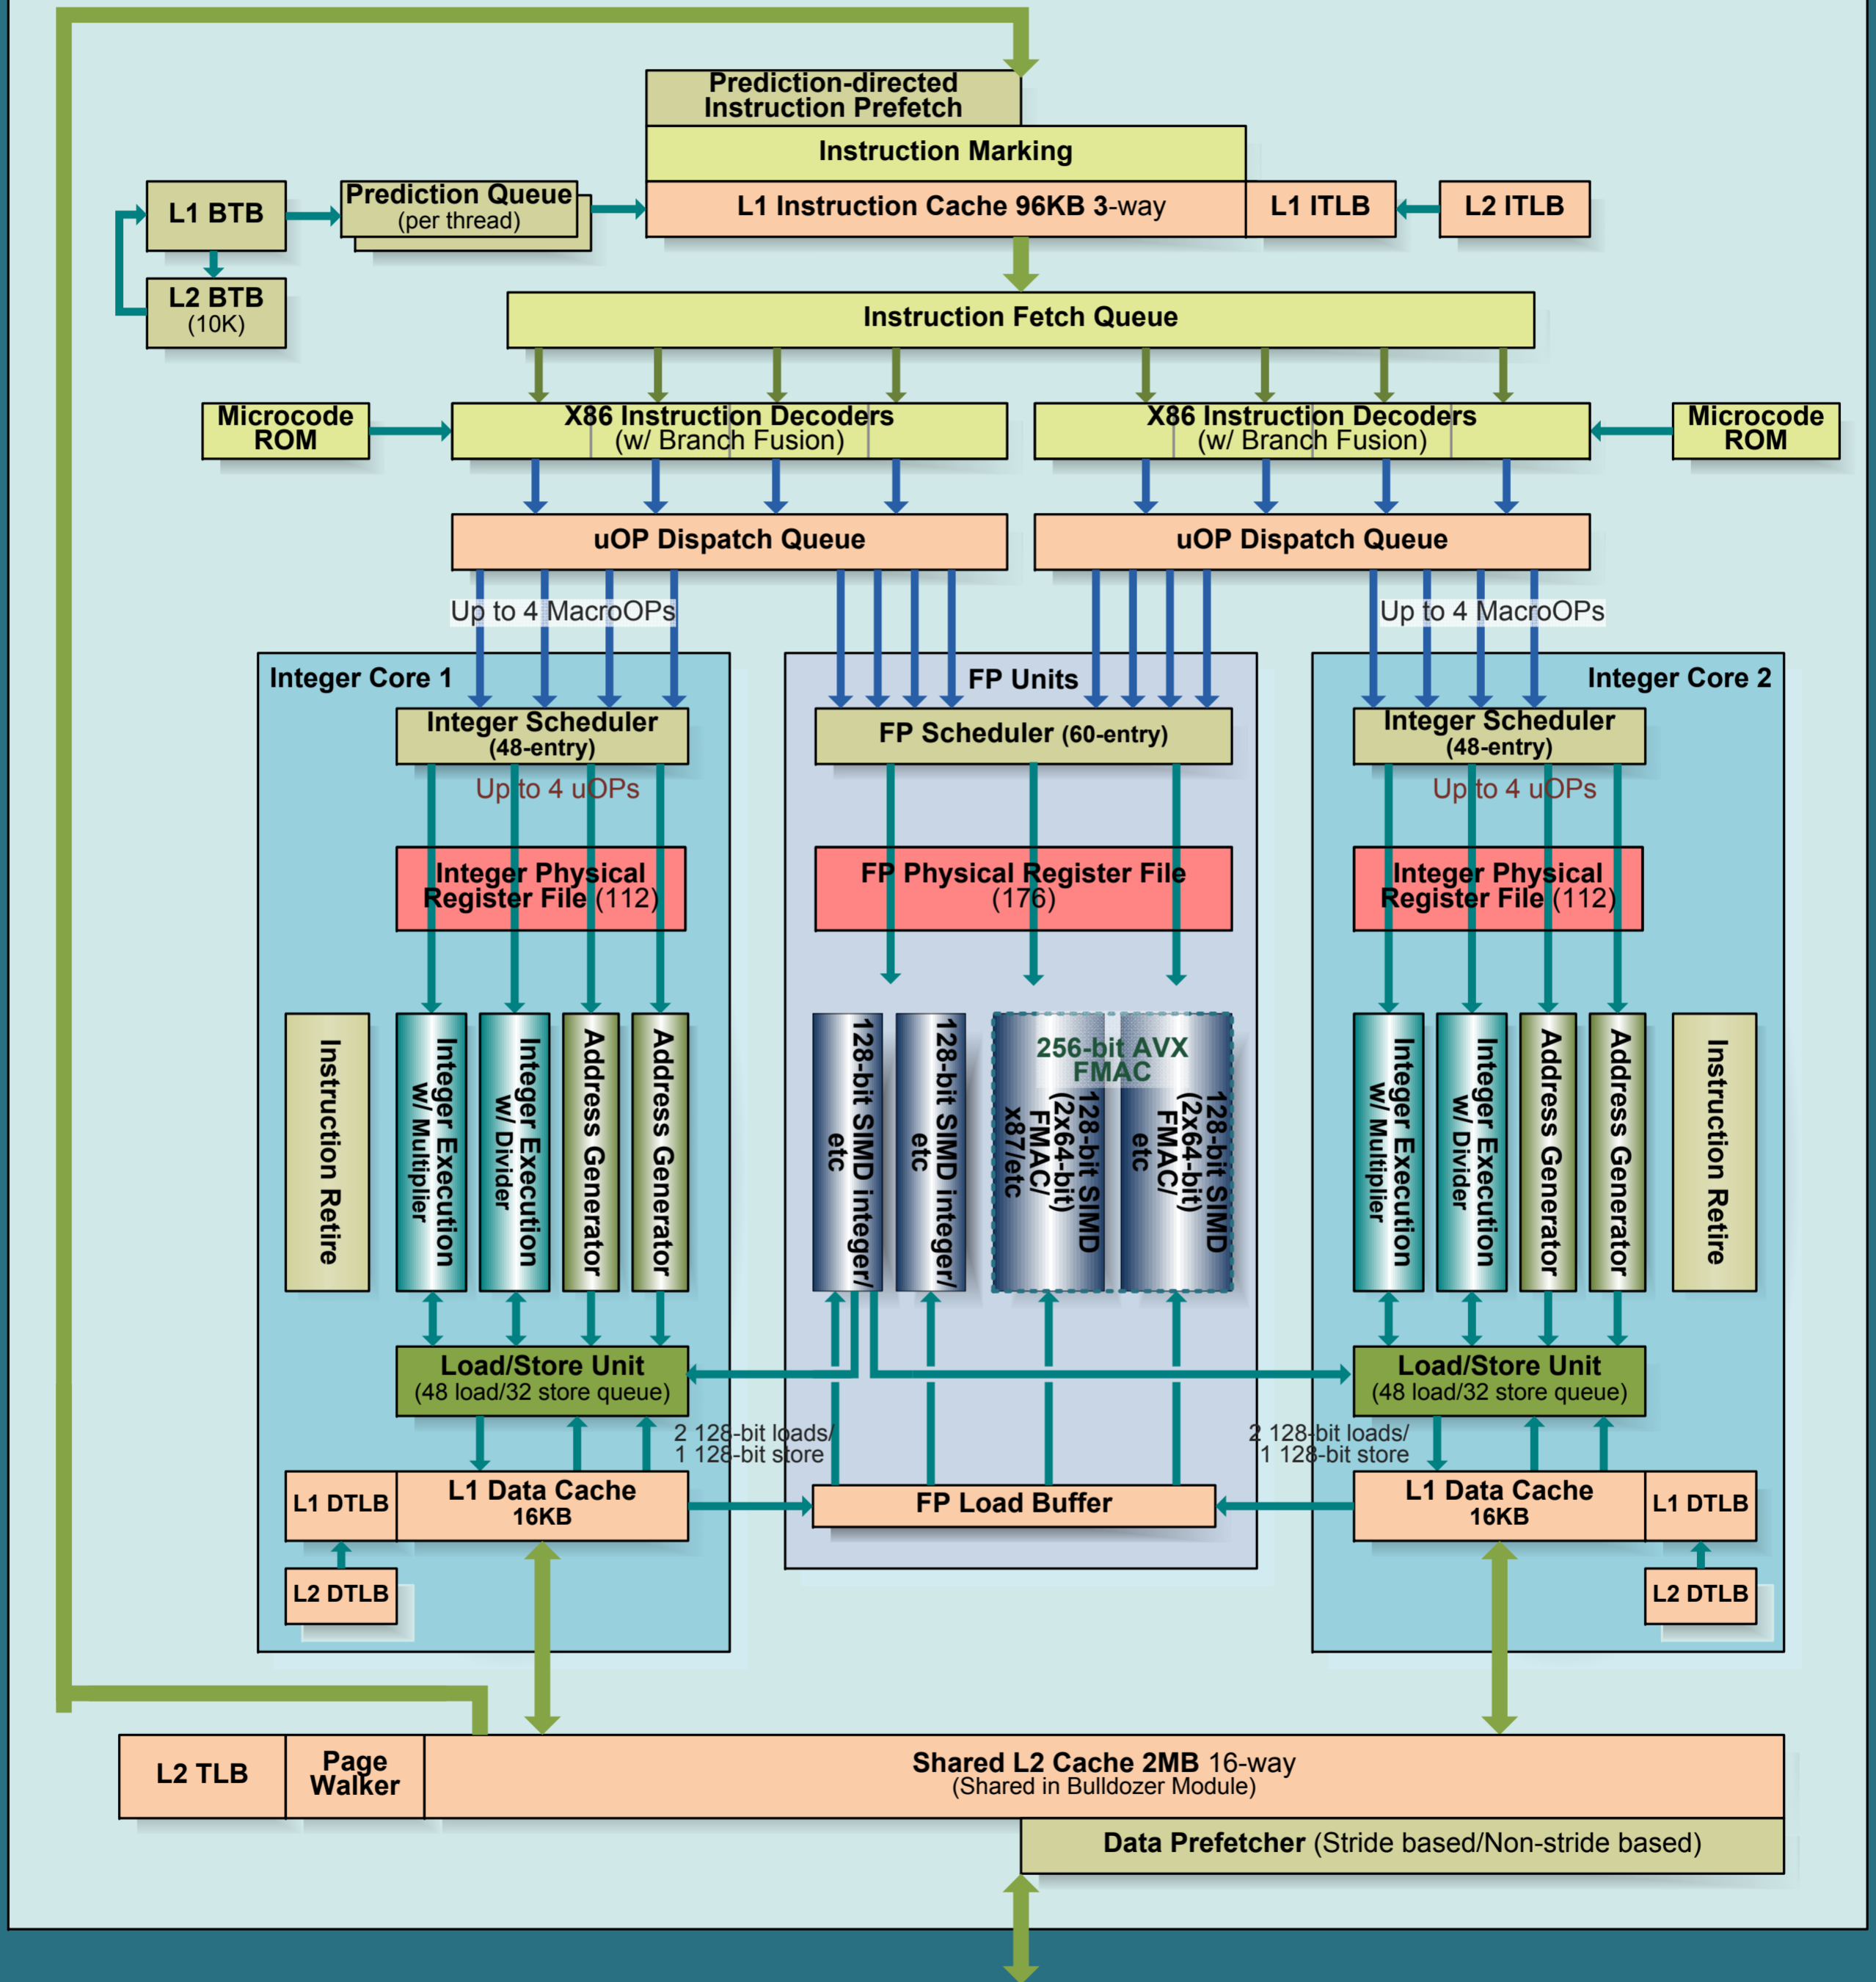 Prediction-directed
Instruction Prefetch
Instruction Marking
L1 BTB
Prediction Queue
(per thread)
L1 Instruction Cache 96KB 3-way
L1 ITLB
L2 ITLB
L2 BTB
(10K)
Instruction Fetch Queue
Microcode
ROM
X86 Instruction Decoders
(w/ Branch Fusion)
X86 Instruction Decoders
(w/ Branch Fusion)
Microcode
ROM
uOP Dispatch Queue
uOP Dispatch Queue
Up to 4 MacroOPs
Up to 4 MacroOPs
Integer Core 1
Integer Scheduler
(48-entry)
Up to 4 uOPs
Integer Physical
Register File (112)
Instruction Retire
Integer Execution
w/ Multiplier
Integer Execution
w/ Divider
Address Generator
Address Generator
Load/Store Unit
(48 load/32 store queue)
2 128-bit loads/
1 128-bit store
L1 DTLB
L1 Data Cache
16KB
L2 DTLB
FP Units
FP Scheduler (60-entry)
FP Physical Register File
(176)
128-bit SIMD integer/
etc
128-bit SIMD integer/
etc
256-bit AVX
FMAC
128-bit SIMD
(2x64-bit)
FMAC/
x87/etc
128-bit SIMD
(2x64-bit)
FMAC/
etc
FP Load Buffer
Integer Core 2
Integer Scheduler
(48-entry)
Up to 4 uOPs
Integer Physical
Register File (112)
Integer Execution
w/ Multiplier
Integer Execution
w/ Divider
Address Generator
Address Generator
Instruction Retire
Load/Store Unit
(48 load/32 store queue)
2 128-bit loads/
1 128-bit store
L1 Data Cache
16KB
L1 DTLB
L2 DTLB
L2 TLB
Page
Walker
Shared L2 Cache 2MB 16-way
(Shared in Bulldozer Module)
Data Prefetcher (Stride based/Non-stride based)